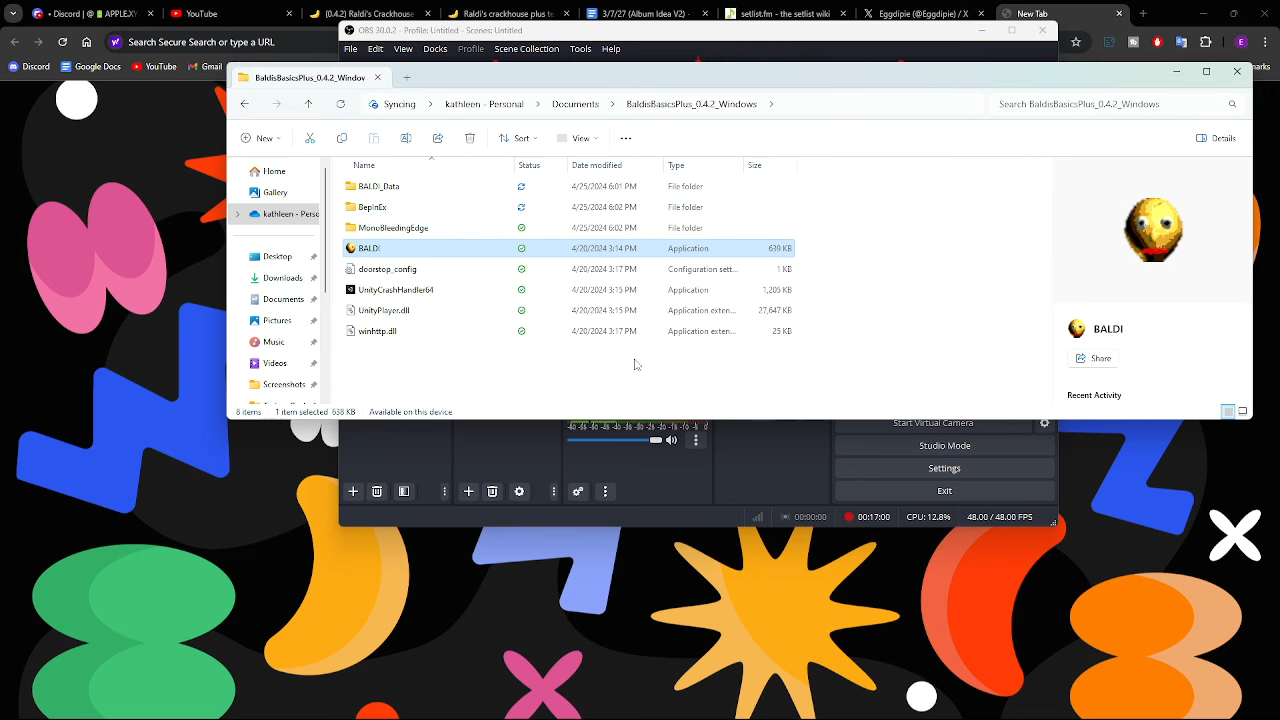 • Discord | @ APPLE.XY
YouTube
(0.4.2) Raldi's Crackhouse
Raldi's crackhouse plus te
3/7/27 (Album Idea V2) -
setlist.fm - the setlist wiki
Eggdipie (@Eggdipie) / X
New Tab
Search Secure Search or type a URL
Discord
Google Docs
YouTube
Gmail
OBS 30.0.2 - Profile: Untitled - Scenes: Untitled
File Edit View Docks Profile Scene Collection Tools Help
BaldisBasicsPlus_0.4.2_Window
Syncing > kathleen - Personal > Documents > BaldisBasicsPlus_0.4.2_Windows >
Search BaldisBasicsPlus_0.4.2_Windows
New
Sort
View
Details
Name Status Date modified Type Size
BALDI_Data 4/25/2024 6:01 PM File folder
BepInEx 4/25/2024 6:02 PM File folder
MonoBleedingEdge 4/25/2024 6:02 PM File folder
BALDI 4/20/2024 3:14 PM Application 639 KB
doorstop_config 4/20/2024 3:17 PM Configuration sett... 1 KB
UnityCrashHandler64 4/20/2024 3:15 PM Application 1,205 KB
UnityPlayer.dll 4/20/2024 3:15 PM Application exten... 27,647 KB
winhttp.dll 4/20/2024 3:17 PM Application exten... 25 KB
Home
Gallery
kathleen - Perso
Desktop
Downloads
Documents
Pictures
Music
Videos
Screenshots
BALDI
Share
Recent Activity
8 items 1 item selected 638 KB Available on this device
Start Virtual Camera
Studio Mode
Settings
Exit
00:00:00 00:17:00 CPU: 12.8% 48.00 / 48.00 FPS